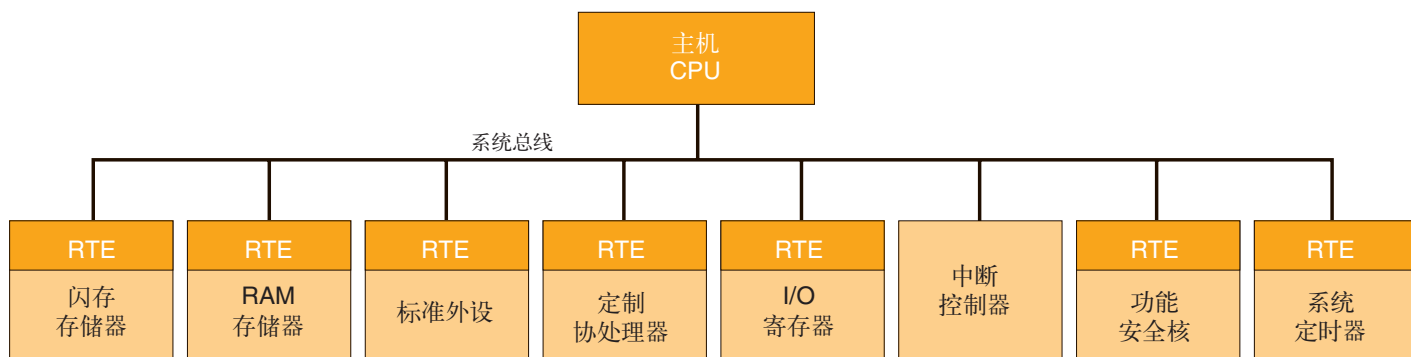 主机
CPU
系统总线
RTE
闪存
存储器
RTE
RAM
存储器
RTE
标准外设
RTE
定制
协处理器
RTE
I/O
寄存器
中断
控制器
RTE
功能
安全核
RTE
系统
定时器